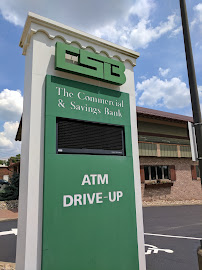 CSB
The Commercial
& Savings Bank
ATM
DRIVE-UP